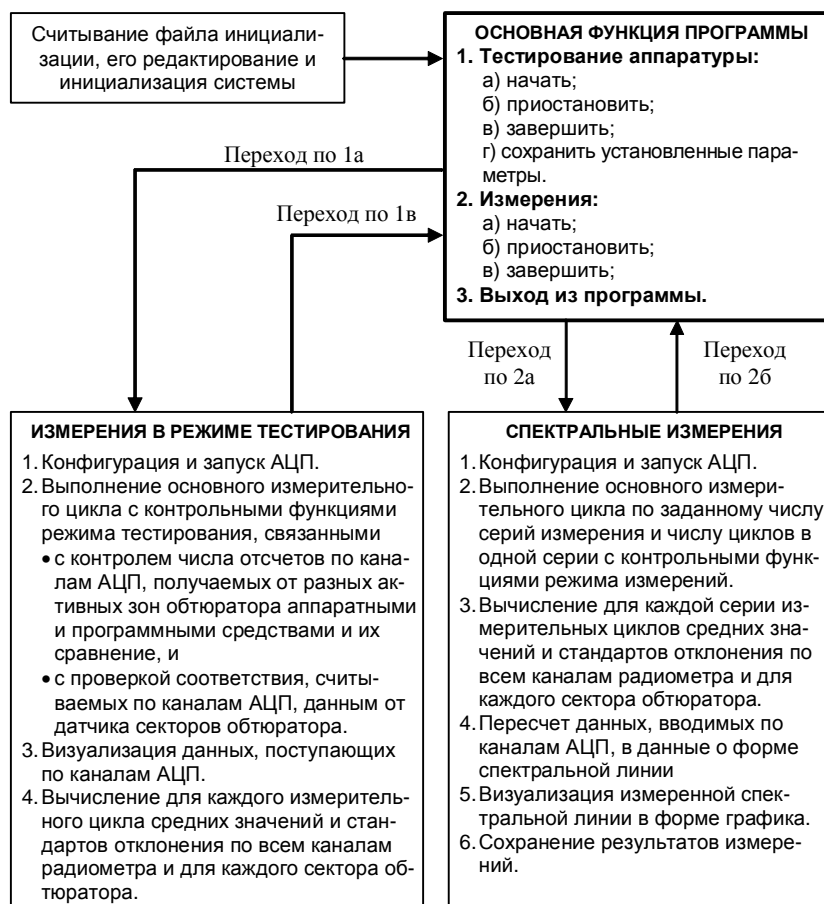 Считывание файла инициали-
зации, его редактирование и
инициализация системы
ОСНОВНАЯ ФУНКЦИЯ ПРОГРАММЫ
1. Тестирование аппаратуры:
а) начать;
б) приостановить;
в) завершить;
г) сохранить установленные пара-
метры.
2. Измерения:
а) начать;
б) приостановить;
в) завершить;
3. Выход из программы.
Переход по 1а
Переход по 1в
Переход
по 2а
Переход
по 2б
ИЗМЕРЕНИЯ В РЕЖИМЕ ТЕСТИРОВАНИЯ
1. Конфигурация и запуск АЦП.
2. Выполнение основного измерительно-
го цикла с контрольными функциями
режима тестирования, связанными
• с контролем числа отсчетов по кана-
лам АЦП, получаемых от разных ак-
тивных зон обтюратора аппаратными
и программными средствами и их
сравнение, и
• с проверкой соответствия, считы-
ваемых по каналам АЦП, данным от
датчика секторов обтюратора.
3. Визуализация данных, поступающих
по каналам АЦП.
4. Вычисление для каждого измеритель-
ного цикла средних значений и стан-
дартов отклонения по всем каналам
радиометра и для каждого сектора об-
тюратора.
СПЕКТРАЛЬНЫЕ ИЗМЕРЕНИЯ
1. Конфигурация и запуск АЦП.
2. Выполнение основного измери-
тельного цикла по заданному числу
серий измерения и числу циклов в
одной серии с контрольными функ-
циями режима измерений.
3. Вычисление для каждой серии из-
мерительных циклов средних зна-
чений и стандартов отклонения по
всем каналам радиометра и для
каждого сектора обтюратора.
4. Пересчет данных, вводимых по
каналам АЦП, в данные о форме
спектральной линии
5. Визуализация измеренной спек-
тральной линии в форме графика.
6. Сохранение результатов измере-
ний.